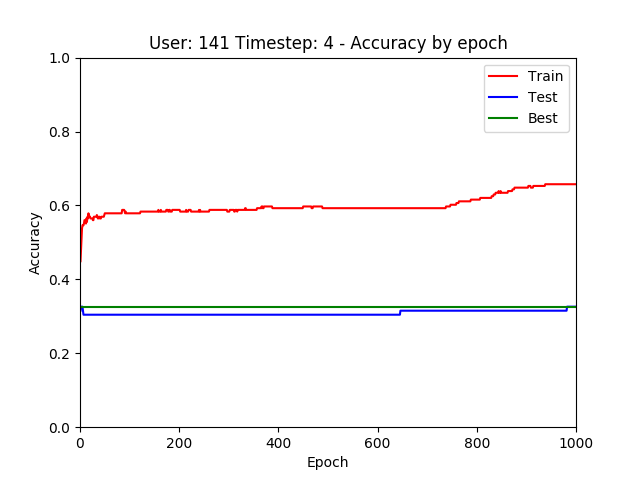 User: 141 Timestep: 4 - Accuracy by epoch
1.0
0.8
0.6
0.4
0.2
0.0
Accuracy
Train
Test
Best
0 200 400 600 800 1000
Epoch